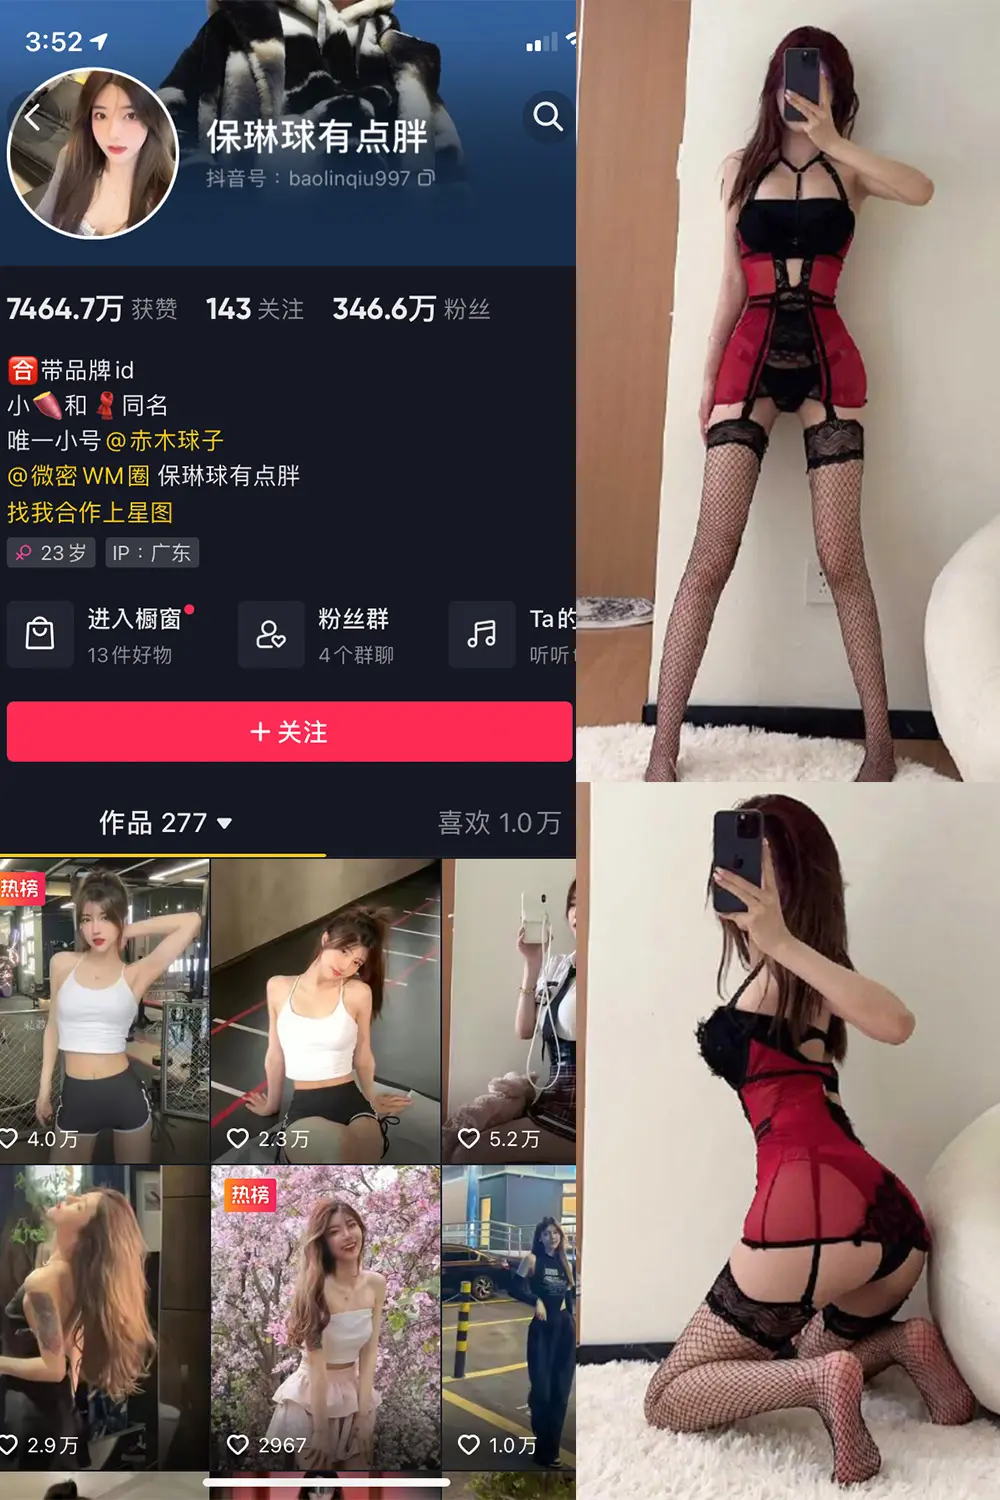 3:52
保琳球有点胖
抖音号：baolinqiu997
7464.7万 获赞 143 关注 346.6万 粉丝
合 带品牌id
小🍠和🧣同名
唯一小号@赤木球子
@微密WM圈 保琳球有点胖
找我合作上星图
♀ 23岁 IP：广东
进入橱窗 粉丝群 Ta的
13件好物 4个群聊 听听
＋关注
作品 277 ▾ 喜欢 1.0万
热榜
4.0万 2.3万 5.2万
热榜
2.9万 2967 1.0万